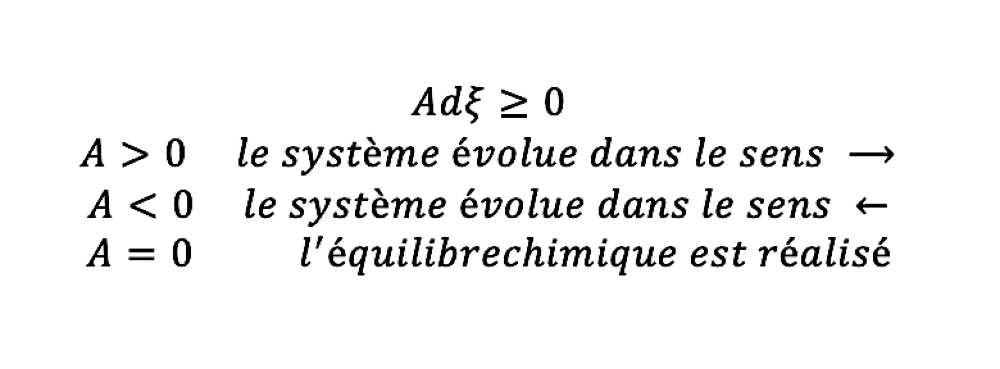 Adξ ≥ 0
A > 0 le système évolue dans le sens →
A < 0 le système évolue dans le sens ←
A = 0 l'équilibrechimique est réalisé